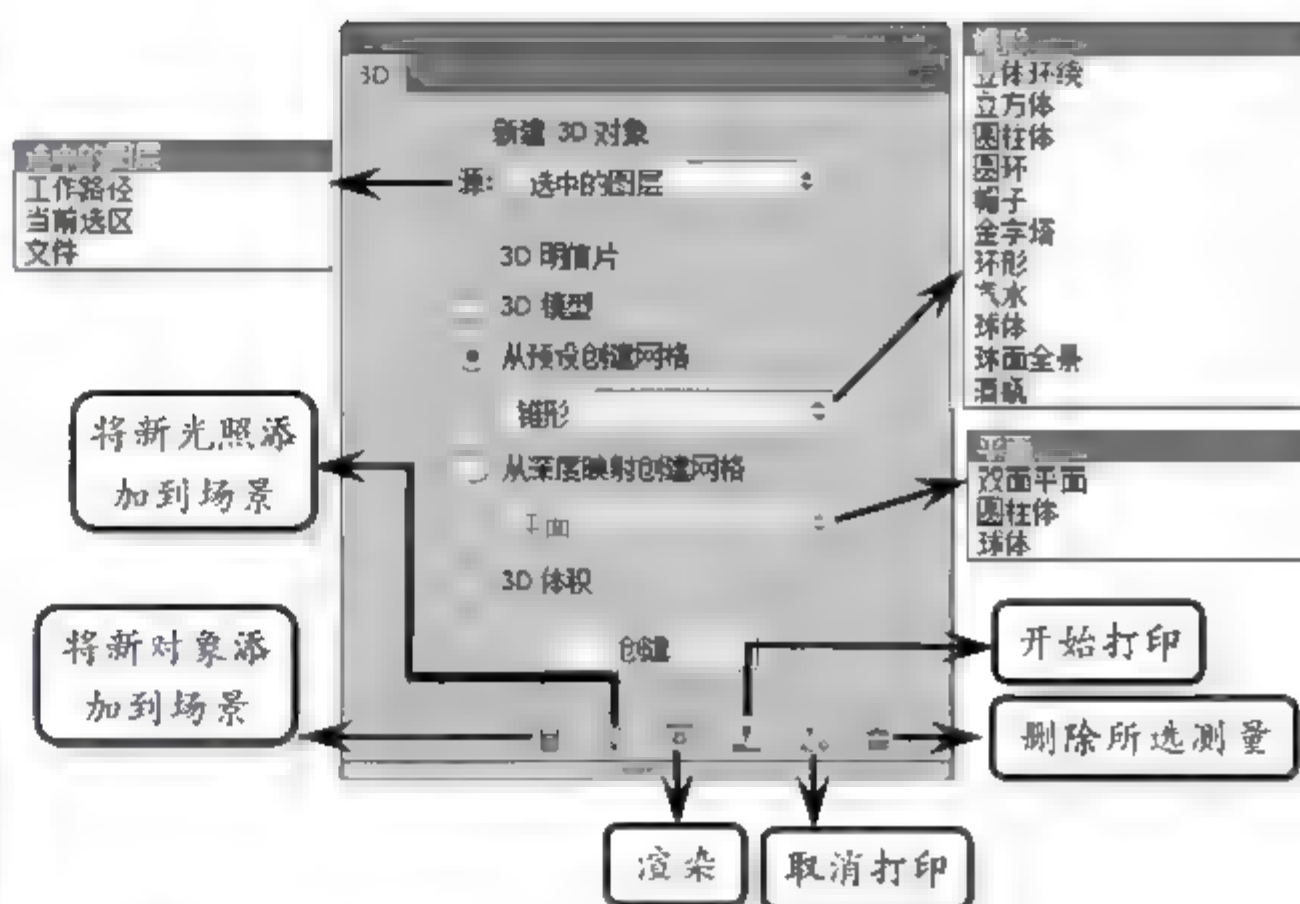 3D
新建 3D 对象
源:
选中的图层
3D 明信片
3D 模型
从预设创建网格
锥形
从深度映射创建网格
平面
3D 体积
创建
选中的图层
工作路径
当前选区
文件
锥形
立体环绕
立方体
圆柱体
圆环
帽子
金字塔
环形
汽水
球体
球面全景
酒瓶
平面
双面平面
圆柱体
球体
将新光照添
加到场景
将新对象添
加到场景
开始打印
删除所选测量
渲染
取消打印